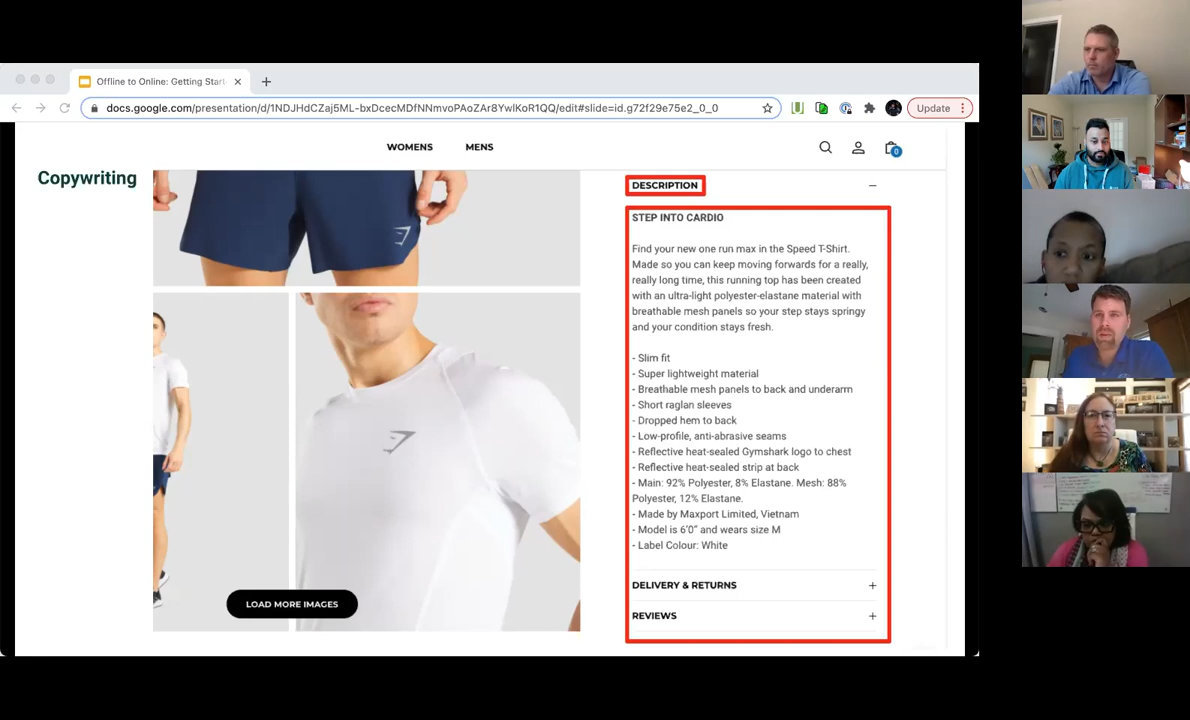 Offline to Online: Getting Star
docs.google.com/presentation/d/1NDJHdCZaj5ML-bxDcecMDfNNmvoPAoZAr8YwlKoR1QQ/edit#slide=id.g72f29e75e2_0_0
Update
WOMENS
MENS
0
Copywriting
DESCRIPTION
STEP INTO CARDIO
Find your new one run max in the Speed T-Shirt.
Made so you can keep moving forwards for a really,
really long time, this running top has been created
with an ultra-light polyester-elastane material with
breathable mesh panels so your step stays springy
and your condition stays fresh.
- Slim fit
- Super lightweight material
- Breathable mesh panels to back and underarm
- Short raglan sleeves
- Dropped hem to back
- Low-profile, anti-abrasive seams
- Reflective heat-sealed Gymshark logo to chest
- Reflective heat-sealed strip at back
- Main: 92% Polyester, 8% Elastane. Mesh: 88%
Polyester, 12% Elastane.
- Made by Maxport Limited, Vietnam
- Model is 6'0" and wears size M
- Label Colour: White
LOAD MORE IMAGES
DELIVERY & RETURNS
REVIEWS